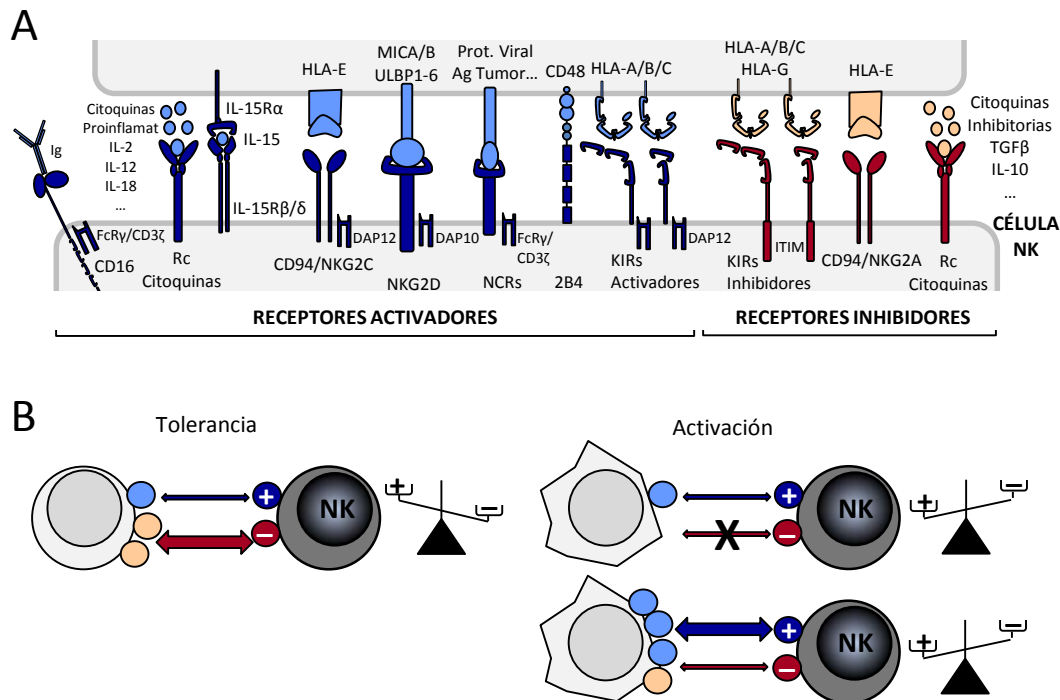 A
MICA/B
ULBP1-6
Prot. Viral
Ag Tumor…
HLA-A/B/C
HLA-G
HLA-E
CD48
HLA-A/B/C
HLA-E
Citoquinas
Proinflamat
IL-2
IL-12
IL-18
…
IL-15Rα
IL-15
IL-15Rβ/δ
Ig
Citoquinas
Inhibitorias
TGFβ
IL-10
…
CÉLULA
NK
FcRγ/CD3ζ
CD16
Rc
Citoquinas
DAP12
CD94/NKG2C
DAP10
NKG2D
FcRγ/
CD3ζ
NCRs
2B4
KIRs
Activadores
DAP12
KIRs
Inhibidores
ITIM
CD94/NKG2A
Rc
Citoquinas
RECEPTORES ACTIVADORES
RECEPTORES INHIBIDORES
B
Tolerancia
Activación
+
−
NK
+
−
X
+
−
NK
+
−
+
−
NK
+
−